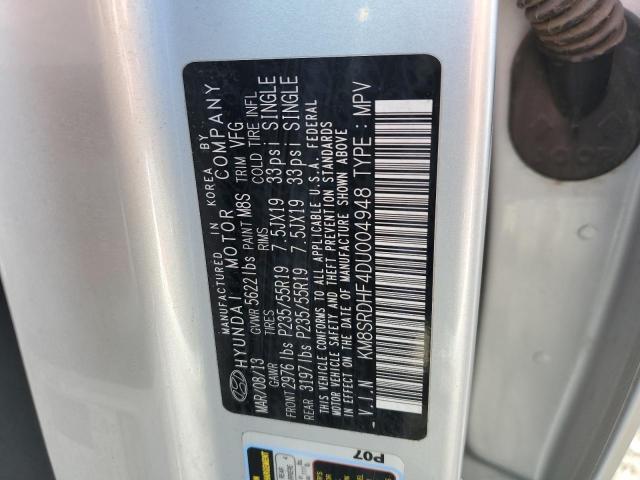 MANUFACTURED IN KOREA BY
HYUNDAI MOTOR COMPANY
MAR/08/13 GVWR 5622 lbs PAINT M8S TRIM VFG
GAWR TIRES RIMS COLD TIRE INFL
FRONT 2976 lbs P235/55R19 7.5JX19 33psi SINGLE
REAR 3197 lbs P235/55R19 7.5JX19 33psi SINGLE
THIS VEHICLE CONFORMS TO ALL APPLICABLE U.S.A. FEDERAL
MOTOR VEHICLE SAFETY AND THEFT PREVENTION STANDARDS
IN EFFECT ON THE DATE OF MANUFACTURE SHOWN ABOVE
-V.I.N KM8SRDHF4DU004948 TYPE : MPV
P07
REAR